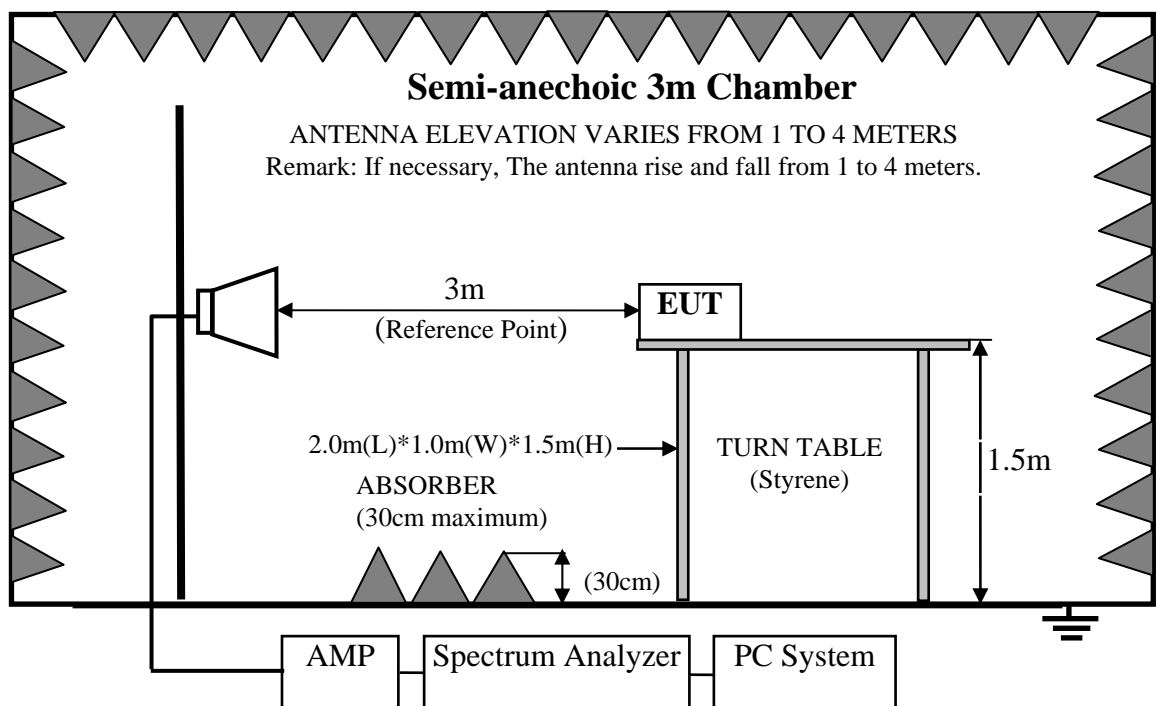 Semi-anechoic 3m Chamber
ANTENNA ELEVATION VARIES FROM 1 TO 4 METERS
Remark: If necessary, The antenna rise and fall from 1 to 4 meters.
3m
(Reference Point)
EUT
2.0m(L)*1.0m(W)*1.5m(H)
TURN TABLE
(Styrene)
1.5m
ABSORBER
(30cm maximum)
(30cm)
AMP
Spectrum Analyzer
PC System